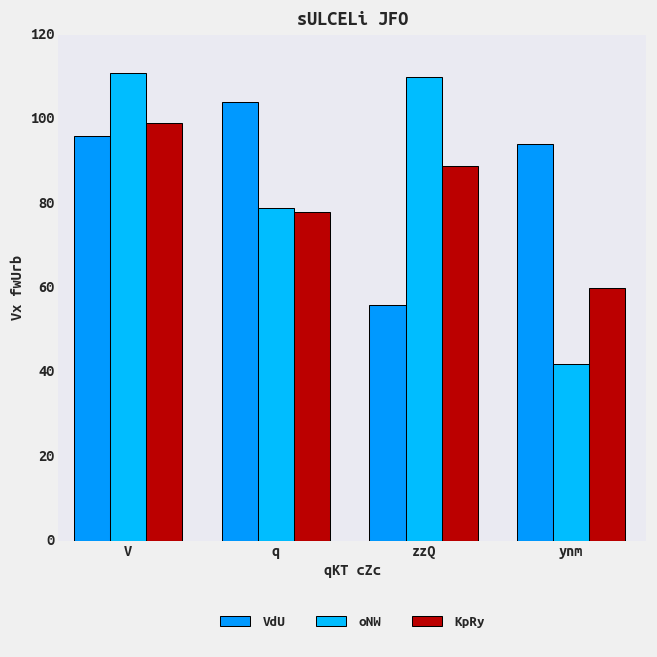 sULCELi JFO
120
100
80
60
40
20
0
Vx fwUrb
V q zzQ ynm
qKT cZc
VdU oNW KpRy